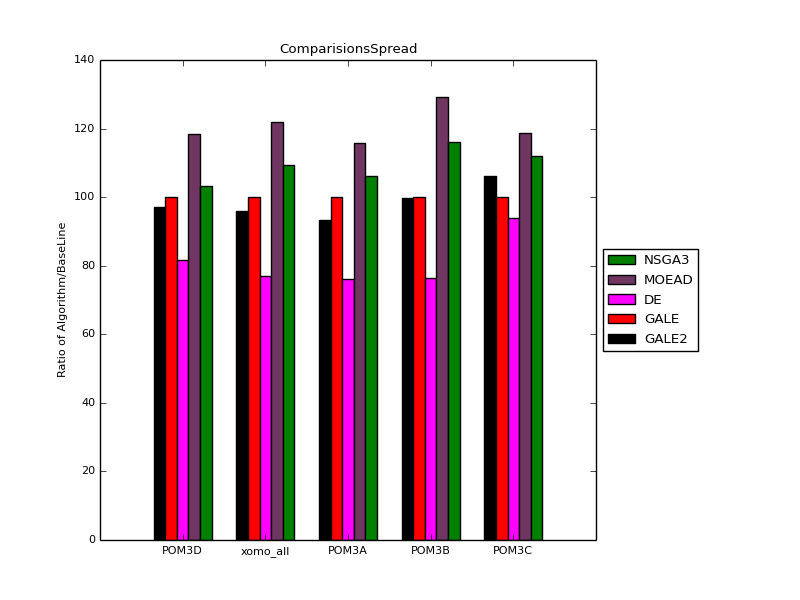 ComparisionsSpread
Ratio of Algorithm/BaseLine
140
120
100
80
60
40
20
0
POM3D xomo_all POM3A POM3B POM3C
NSGA3
MOEAD
DE
GALE
GALE2